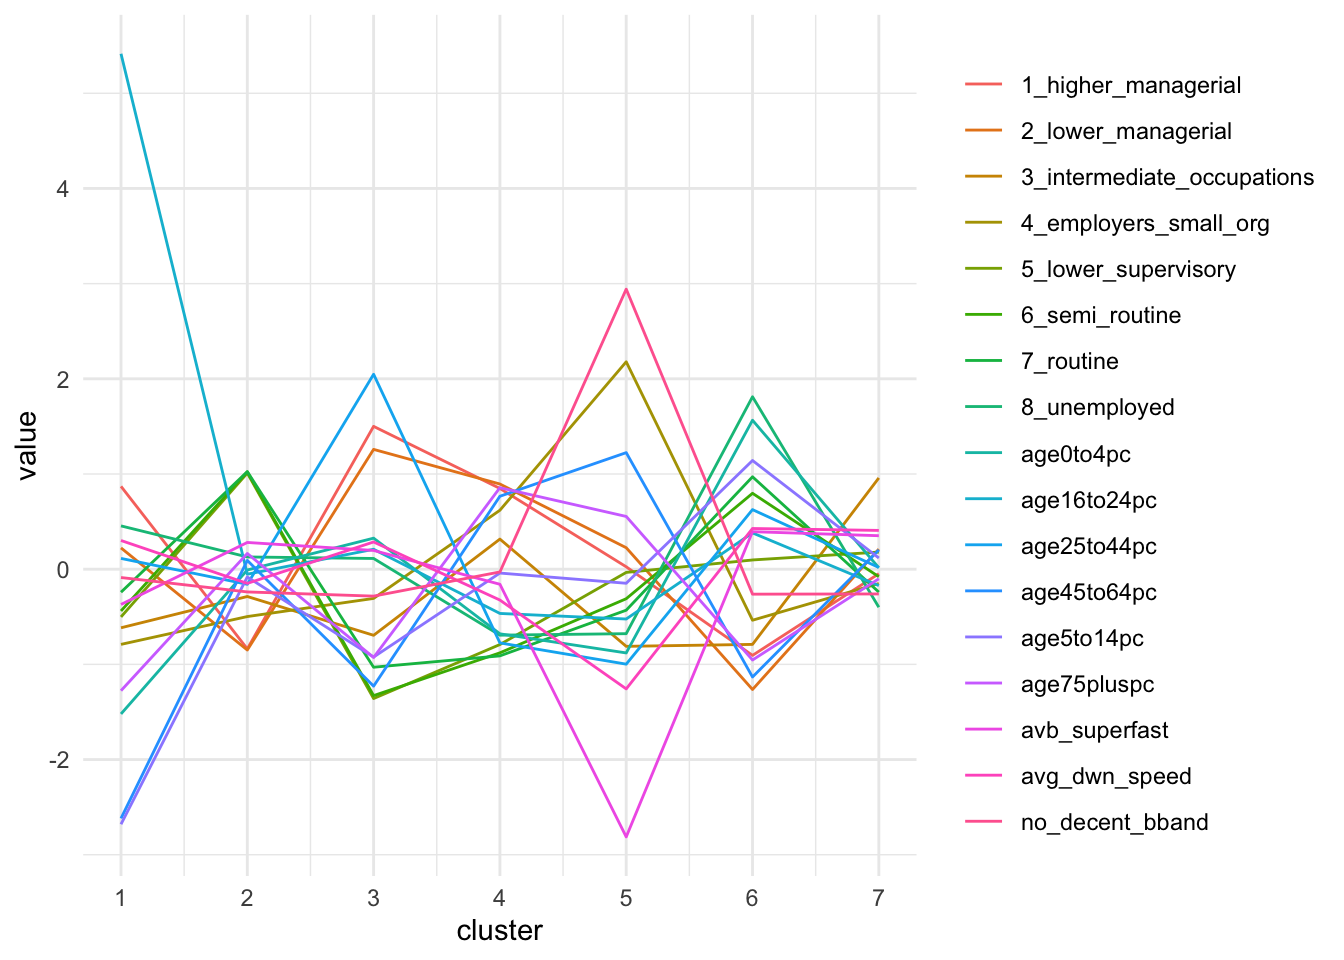 4
2
0
-2
value
1 2 3 4 5 6 7
cluster
1_higher_managerial
2_lower_managerial
3_intermediate_occupations
4_employers_small_org
5_lower_supervisory
6_semi_routine
7_routine
8_unemployed
age0to4pc
age16to24pc
age25to44pc
age45to64pc
age5to14pc
age75pluspc
avb_superfast
avg_dwn_speed
no_decent_bband